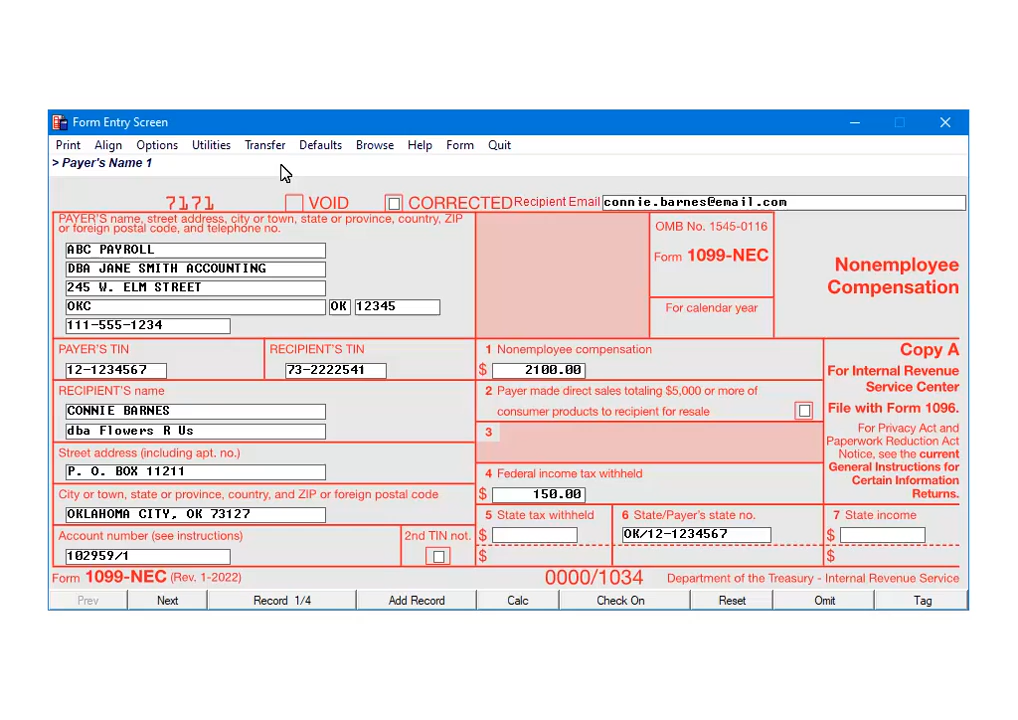 Form Entry Screen
Print Align Options Utilities Transfer Defaults Browse Help Form Quit
> Payer's Name 1
7171 VOID CORRECTED Recipient Email connie.barnes@email.com
PAYER'S name, street address, city or town, state or province, country, ZIP
or foreign postal code, and telephone no.
ABC PAYROLL
DBA JANE SMITH ACCOUNTING
245 W. ELM STREET
OKC OK 12345
111-555-1234
OMB No. 1545-0116
Form 1099-NEC
For calendar year
Nonemployee
Compensation
PAYER'S TIN
12-1234567
RECIPIENT'S TIN
73-2222541
1 Nonemployee compensation
$ 2100.00
Copy A
For Internal Revenue
Service Center
File with Form 1096.
For Privacy Act and
Paperwork Reduction Act
Notice, see the current
General Instructions for
Certain Information
Returns.
RECIPIENT'S name
CONNIE BARNES
dba Flowers R Us
2 Payer made direct sales totaling $5,000 or more of
consumer products to recipient for resale
3
Street address (including apt. no.)
P. O. BOX 11211
4 Federal income tax withheld
$ 150.00
City or town, state or province, country, and ZIP or foreign postal code
OKLAHOMA CITY, OK 73127
5 State tax withheld
$
$
6 State/Payer's state no.
OK/12-1234567
7 State income
$
$
Account number (see instructions)
102959/1
2nd TIN not.
Form 1099-NEC (Rev. 1-2022) 0000/1034 Department of the Treasury - Internal Revenue Service
Prev Next Record 1/4 Add Record Calc Check On Reset Omit Tag